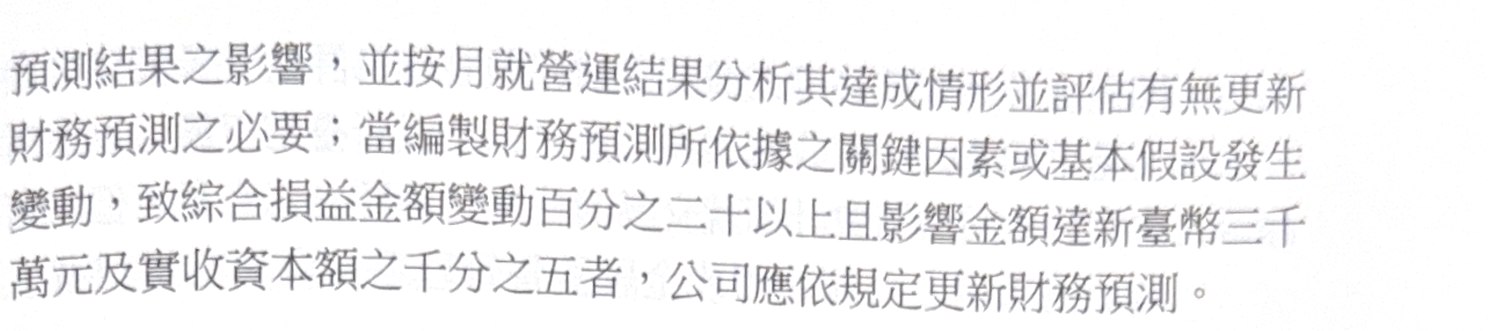 預測結果之影響，並按月就營運結果分析其達成情形並評估有無更新
財務預測之必要；當編製財務預測所依據之關鍵因素或基本假設發生
變動，致綜合損益金額變動百分之二十以上且影響金額達新臺幣三千
萬元及實收資本額之千分之五者，公司應依規定更新財務預測。